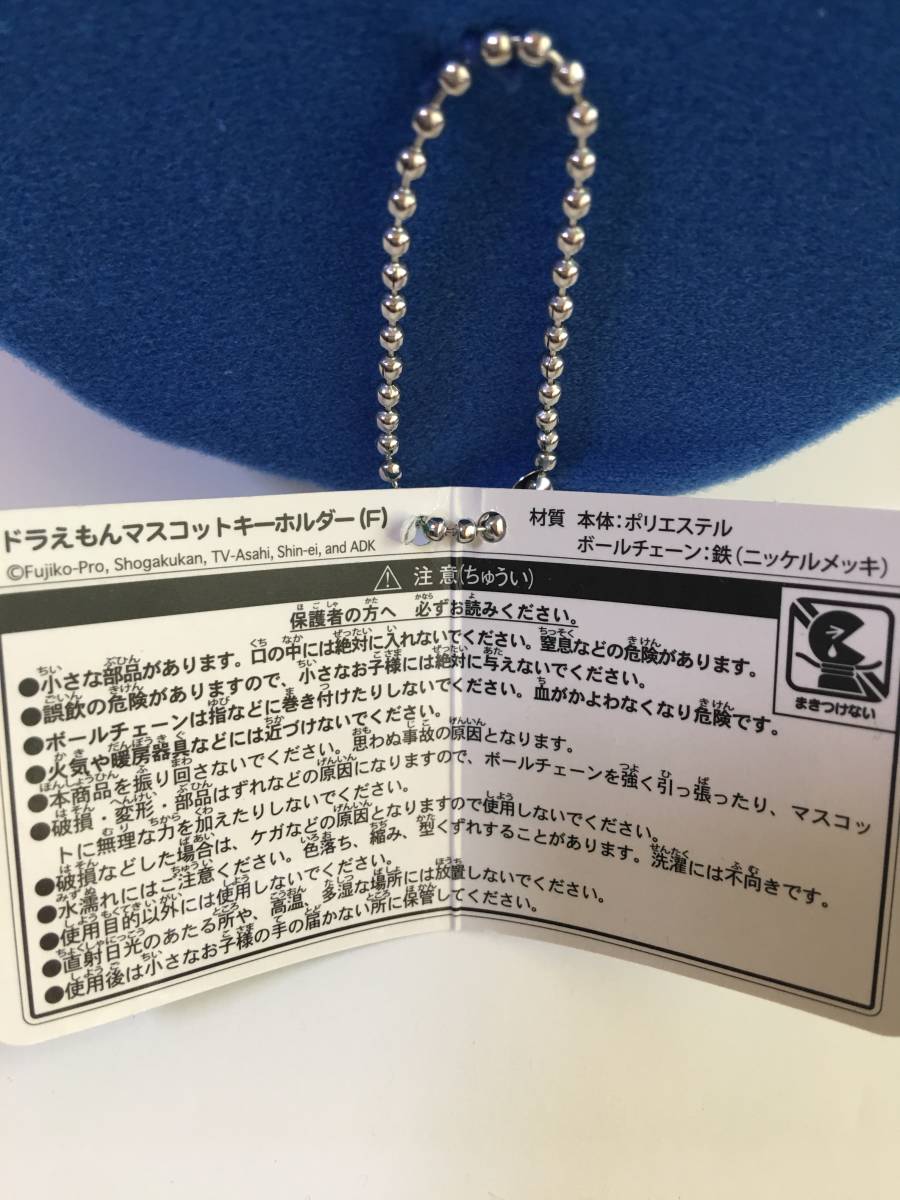 ドラえもんマスコットキーホルダー(F)
©Fujiko-Pro, Shogakukan, TV-Asahi, Shin-ei, and ADK
材質 本体:ポリエステル
ボールチェーン:鉄(ニッケルメッキ)
⚠ 注意(ちゅうい)
保護者の方へ 必ずお読みください。
●小さな部品があります。口の中には絶対に入れないでください。窒息などの危険があります。
●誤飲の危険がありますので、小さなお子様には絶対に与えないでください。
●ボールチェーンは指などに巻き付けたりしないでください。血がかよわなくなり危険です。
●火気や暖房器具などには近づけないでください。
●本商品を振り回さないでください。思わぬ事故の原因となります。
●破損・変形・部品はずれなどの原因になりますので、ボールチェーンを強く引っ張ったり、マスコッ
トに無理な力を加えたりしないでください。
●破損などした場合は、ケガなどの原因となりますので使用しないでください。
●水濡れにはご注意ください。色落ち、縮み、型くずれすることがあります。洗濯には不向きです。
●使用目的以外には使用しないでください。
●直射日光のあたる所や、高温、多湿な場所には放置しないでください。
●使用後は小さなお子様の手の届かない所に保管してください。
まきつけない